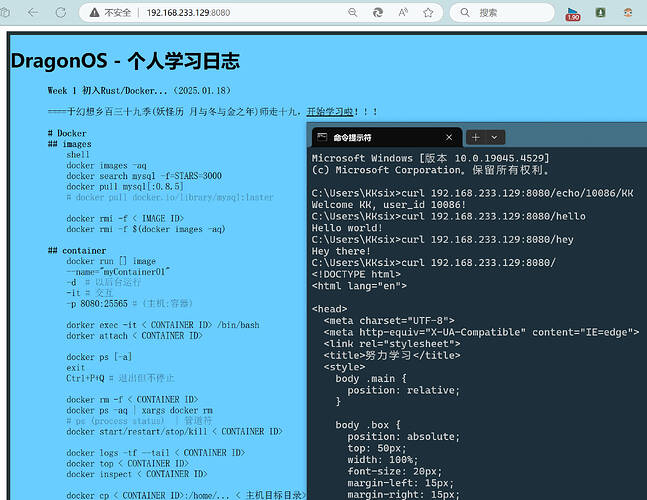 不安全 192.168.233.129:8080
搜索
1.90
DragonOS - 个人学习日志
Week 1 初入Rust/Docker... (2025.01.18)
====于幻想乡百三十九季(妖怪历 月与冬与金之年)师走十九，开始学习啦！！！
# Docker
## images
shell
docker images -aq
docker search mysql -f=STARS=3000
docker pull mysql[:0.8.5]
# docker pull docker.io/library/mysql:laster
docker rmi -f < IMAGE ID>
docker rmi -f $(docker images -aq)
## container
docker run [] image
--name="myContainer01"
-d # 以后台运行
-it # 交互
-p 8080:25565 # (主机:容器)
dorker exec -it < CONTAINER ID> /bin/bash
dorker attach < CONTAINER ID>
docker ps [-a]
exit
Ctrl+P+Q # 退出但不停止
docker rm -f < CONTAINER ID>
docker ps -aq | xargs docker rm
# ps (process status) | 管道符
docker start/restart/stop/kill < CONTAINER ID>
docker logs -tf --tail < CONTAINER ID>
docker top < CONTAINER ID>
docker inspect < CONTAINER ID>
docker cp < CONTAINER ID>:/home/... < 主机目标目录>
命令提示符
Microsoft Windows [版本 10.0.19045.4529]
(c) Microsoft Corporation。保留所有权利。
C:\Users\KKsix>curl 192.168.233.129:8080/echo/10086/KK
Welcome KK, user_id 10086!
C:\Users\KKsix>curl 192.168.233.129:8080/hello
Hello world!
C:\Users\KKsix>curl 192.168.233.129:8080/hey
Hey there!
C:\Users\KKsix>curl 192.168.233.129:8080/
<!DOCTYPE html>
<html lang="en">
<head>
<meta charset="UTF-8">
<meta http-equiv="X-UA-Compatible" content="IE=edge">
<link rel="stylesheet">
<title>努力学习</title>
<style>
body .main {
position: relative;
}
body .box {
position: absolute;
top: 50px;
width: 100%;
font-size: 20px;
margin-left: 15px;
margin-right: 15px;